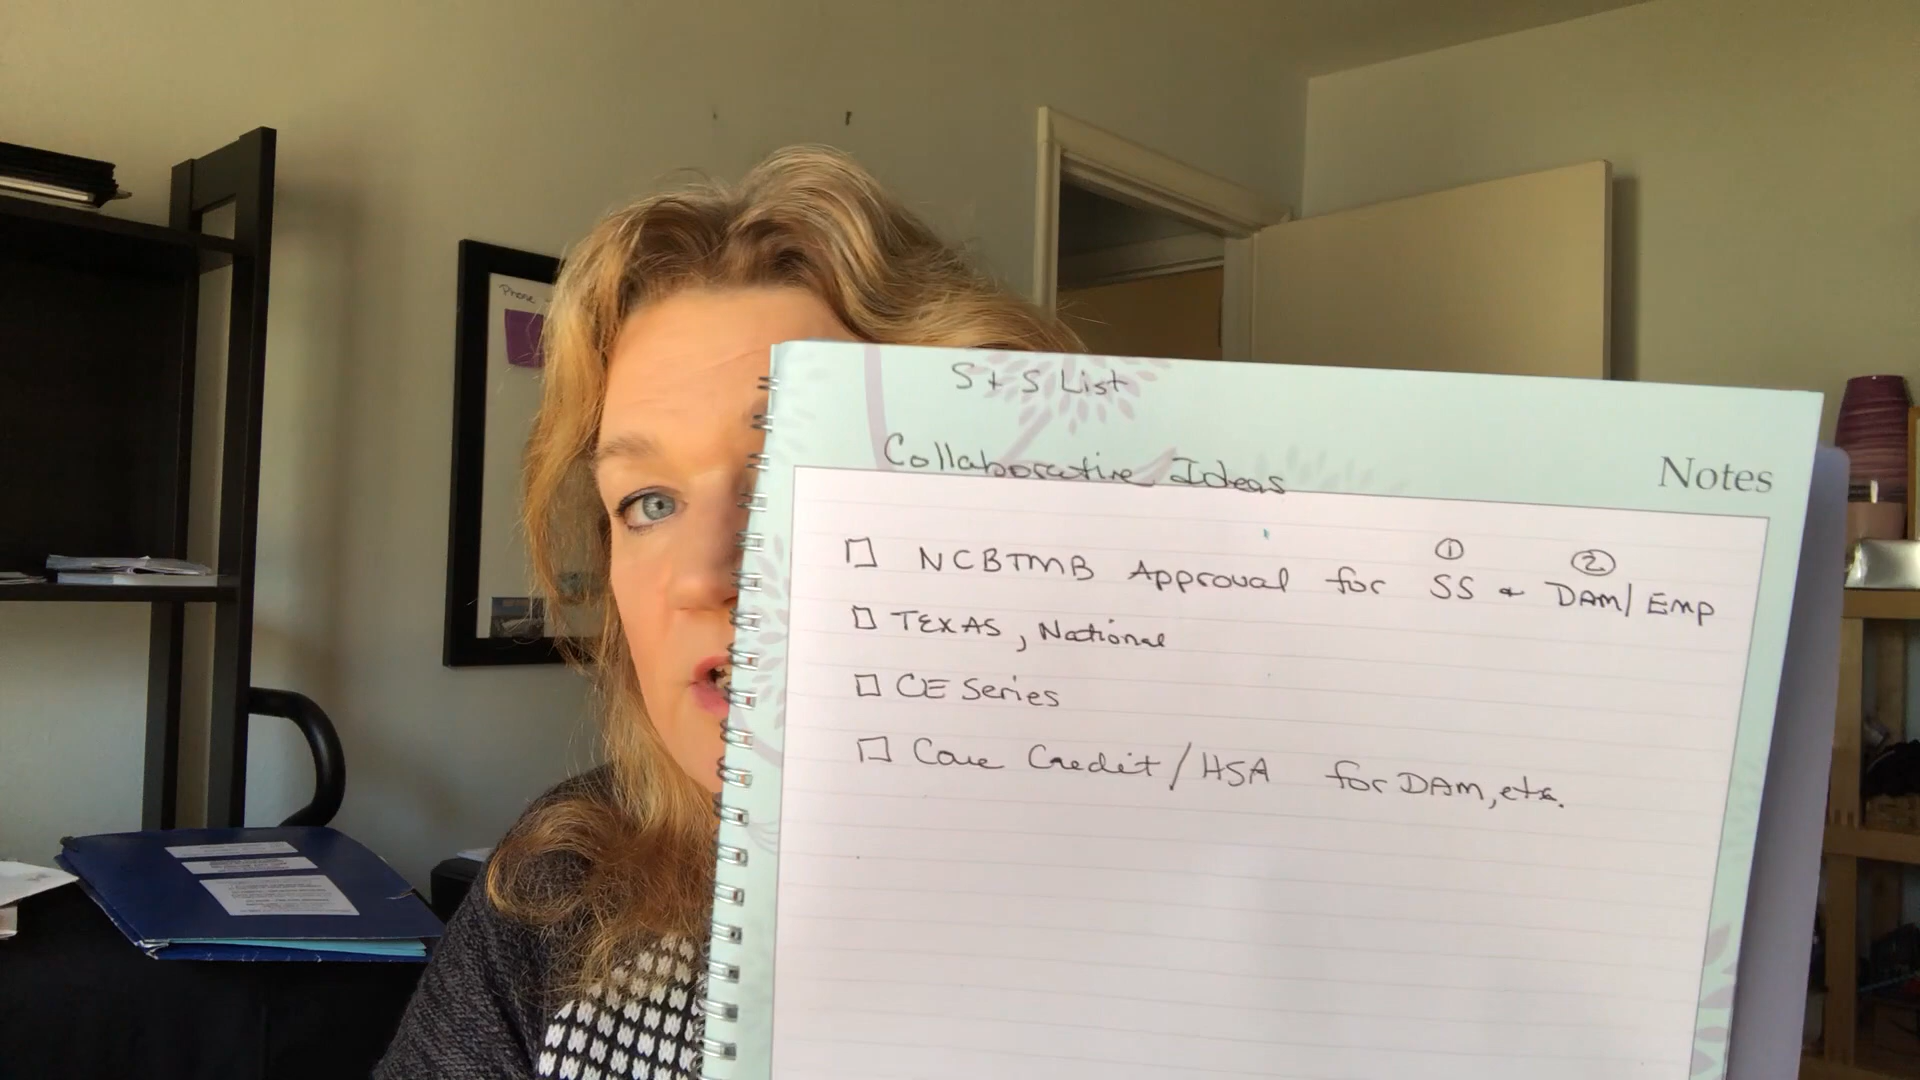 Phone
S + S List
Collaborative Ideas
Notes
① ②
□ NCBTMB Approval for SS & DAM/Emp
□ TEXAS, National
□ CE Series
□ Care Credit/HSA for DAM, etc.